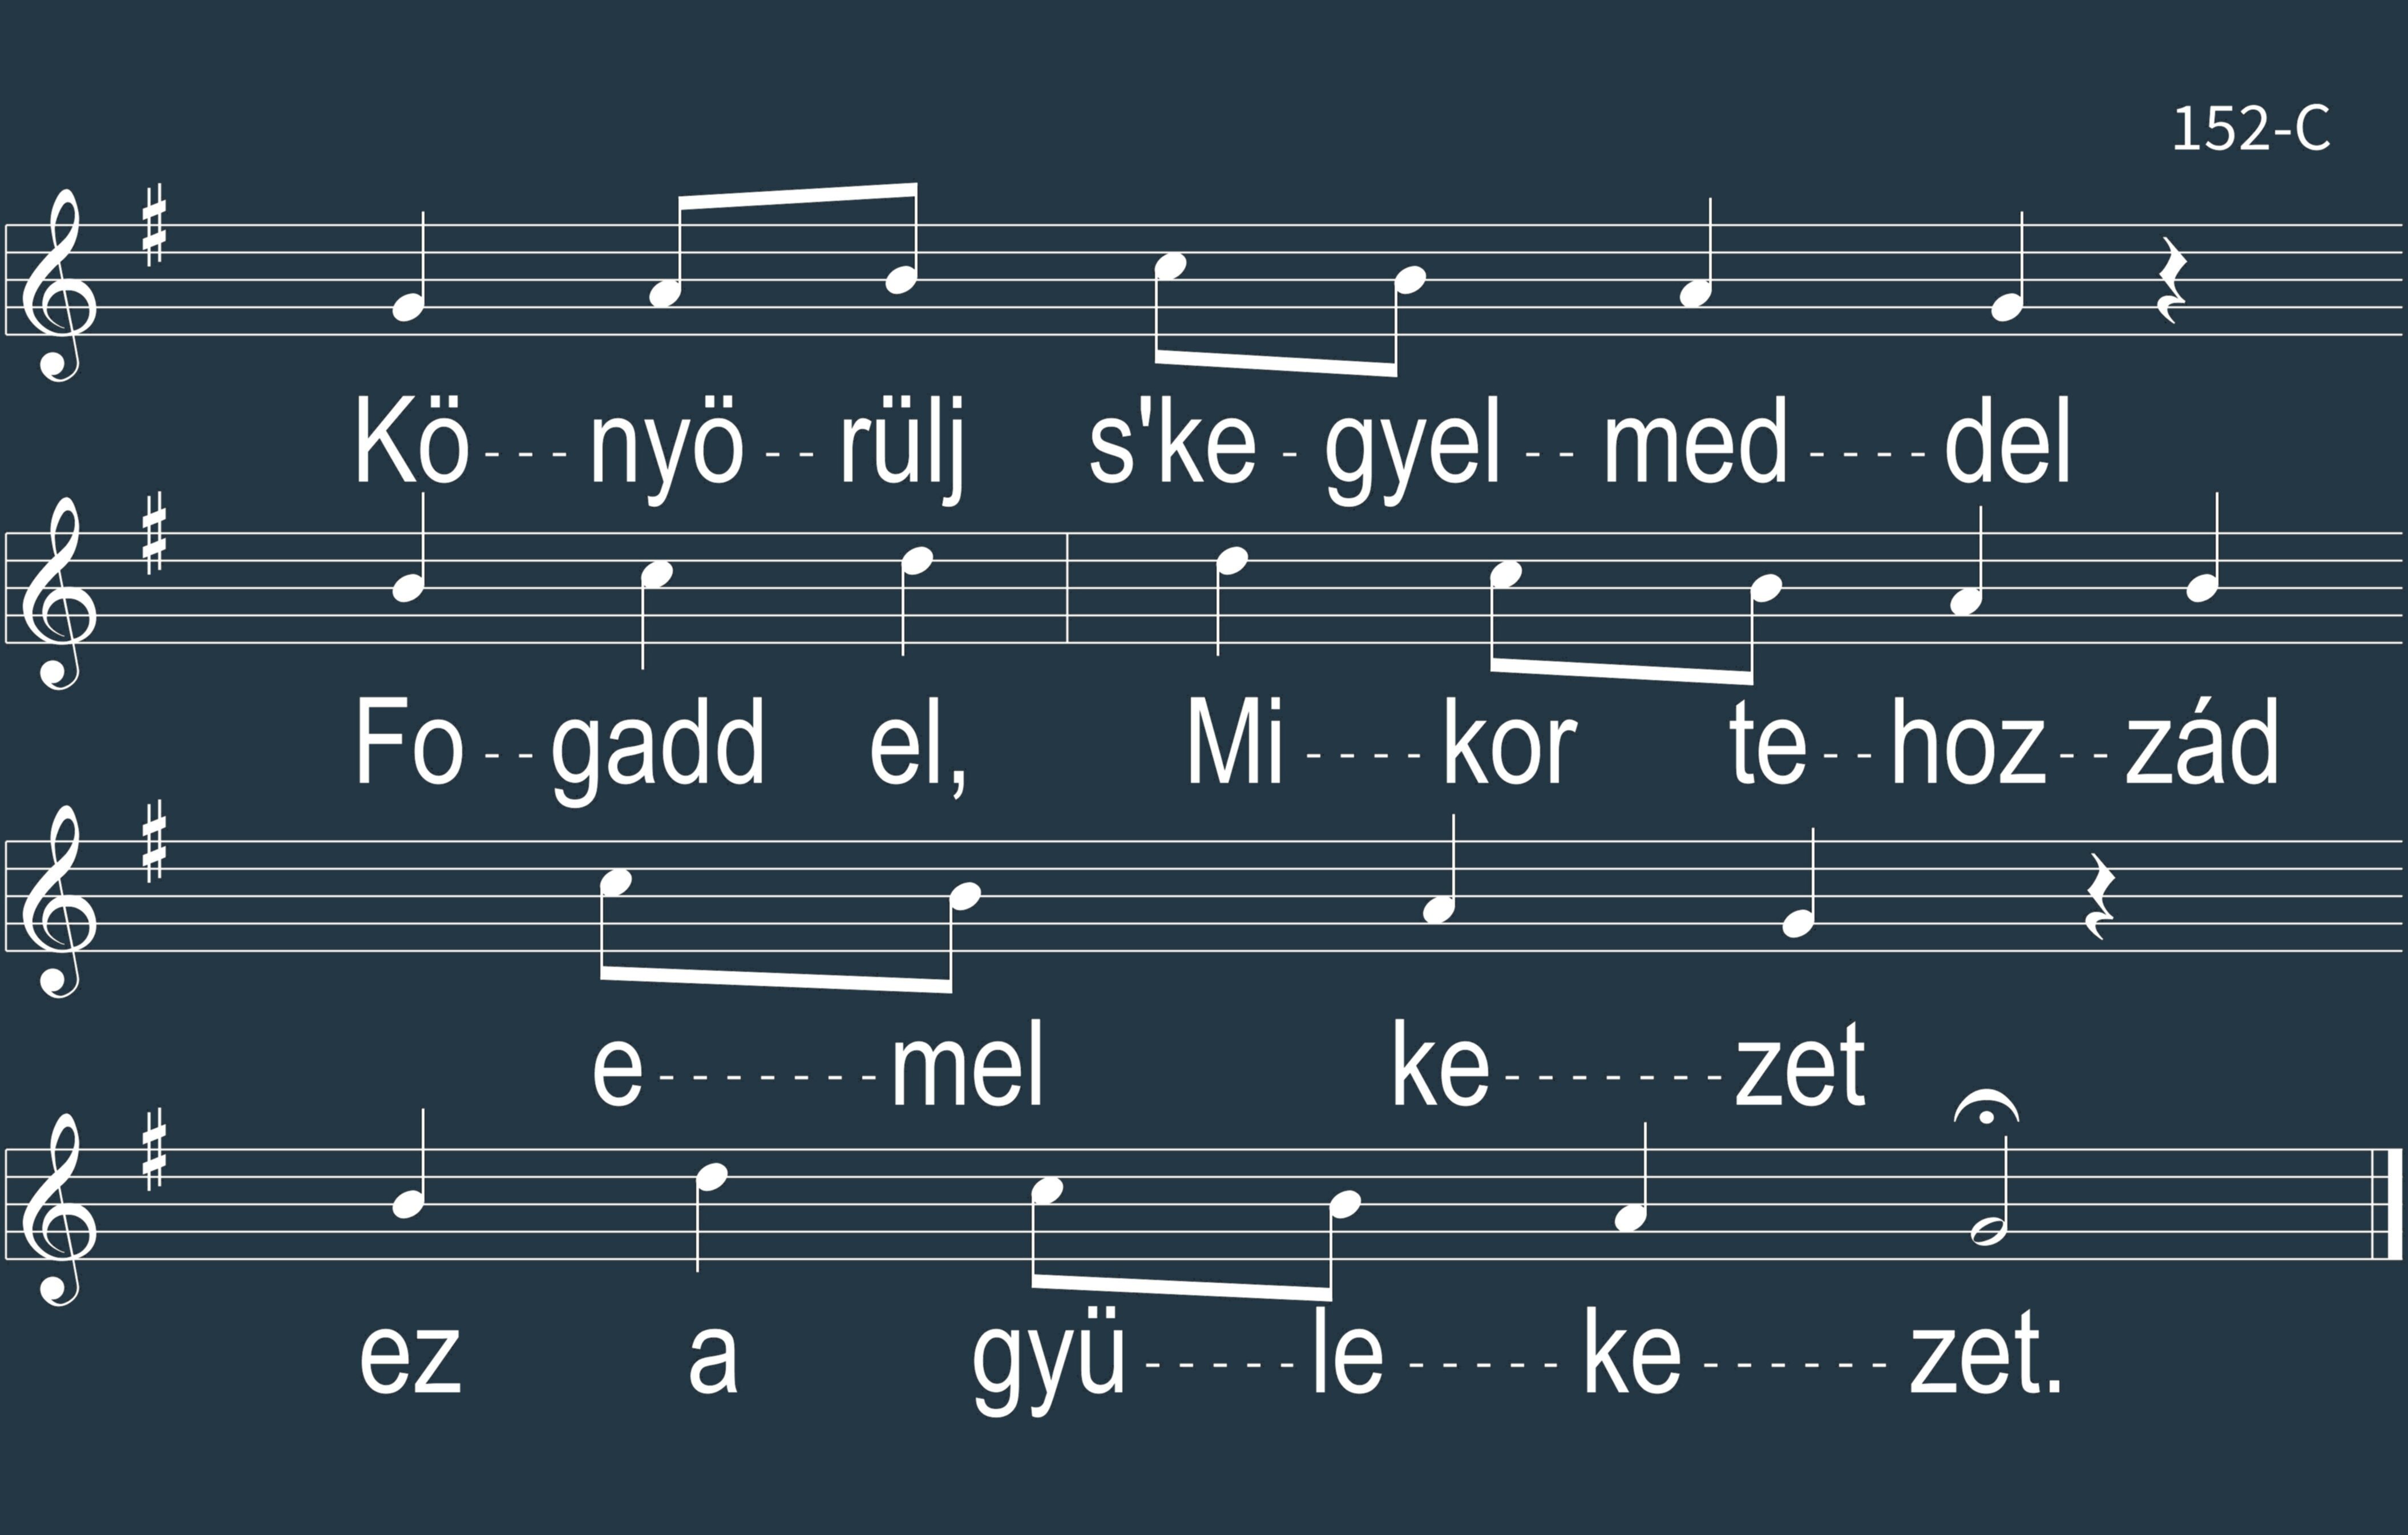 152-C
Kö---nyö--rülj s'ke-gyel--med----del
Fo--gadd el, Mi----kor te--hoz--zád
e-------mel ke-------zet
ez a gyü-----le-----ke------zet.